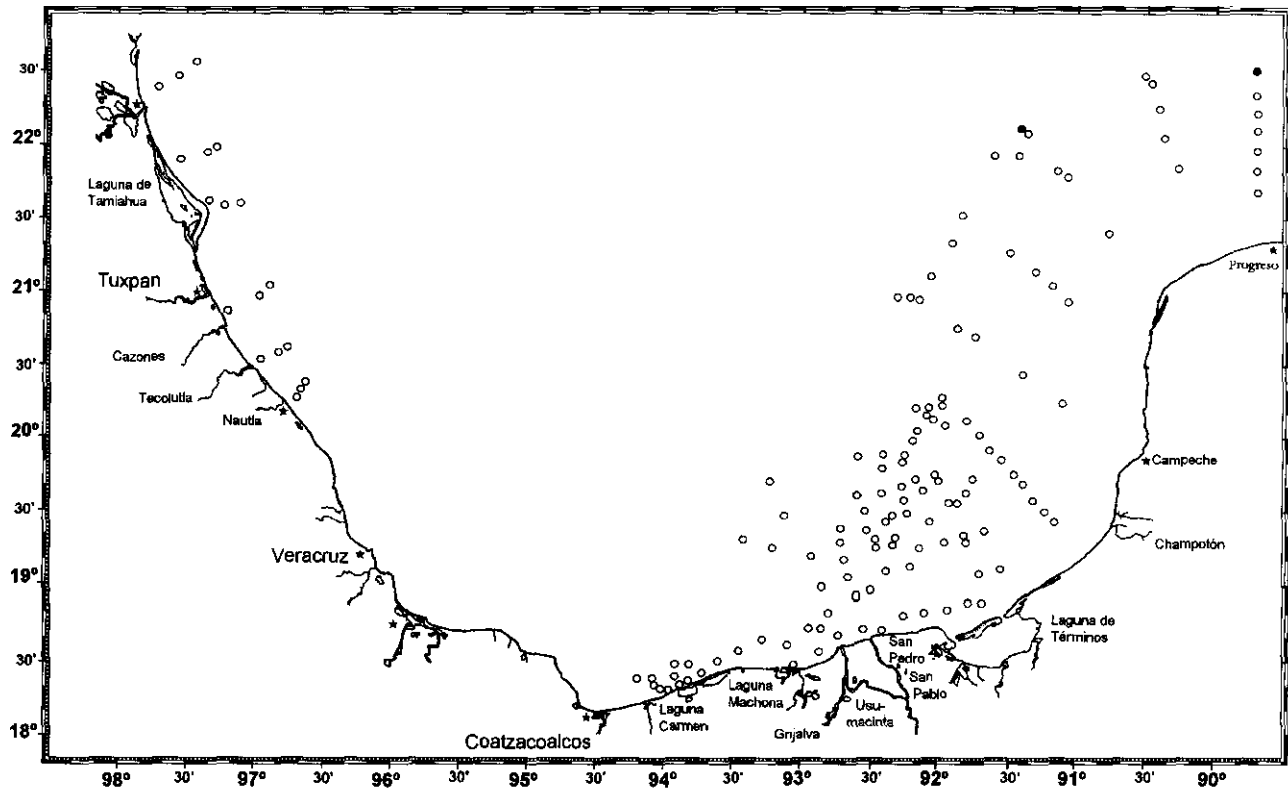 30'
22º
Laguna de
Tamiahua
30'
Progreso
Tuxpan
21º
Cazones
30'
Tecolutla
Nautla
20º
Campeche
30'
Champotón
Veracruz
19º
Laguna de
Términos
San
Pedro
San
Pablo
30'
Laguna
Machona
Laguna
Carmen
Usu-
macinta
Grijalva
18º
Coatzacoalcos
98º 30' 97º 30' 96º 30' 95º 30' 94º 30' 93º 30' 92º 30' 91º 30' 90º